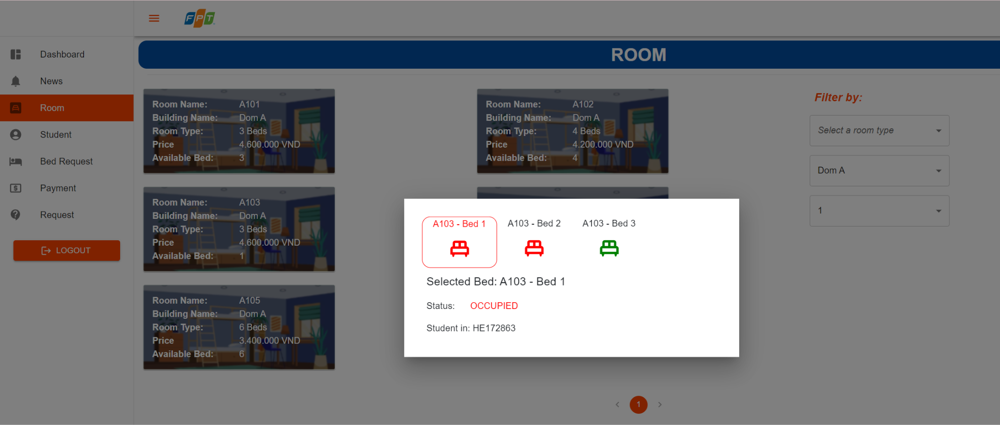 FPT
ROOM
Dashboard
News
Room
Student
Bed Request
Payment
Request
LOGOUT
Room Name: A101
Building Name: Dom A
Room Type: 3 Beds
Price 4.600.000 VND
Available Bed: 3
Room Name: A102
Building Name: Dom A
Room Type: 4 Beds
Price 4.200.000 VND
Available Bed: 4
Room Name: A103
Building Name: Dom A
Room Type: 3 Beds
Price 4.600.000 VND
Available Bed: 1
Room Name: A105
Building Name: Dom A
Room Type: 6 Beds
Price 3.400.000 VND
Available Bed: 6
Filter by:
Select a room type
Dom A
1
A103 - Bed 1
A103 - Bed 2
A103 - Bed 3
Selected Bed: A103 - Bed 1
Status: OCCUPIED
Student in: HE172863
1